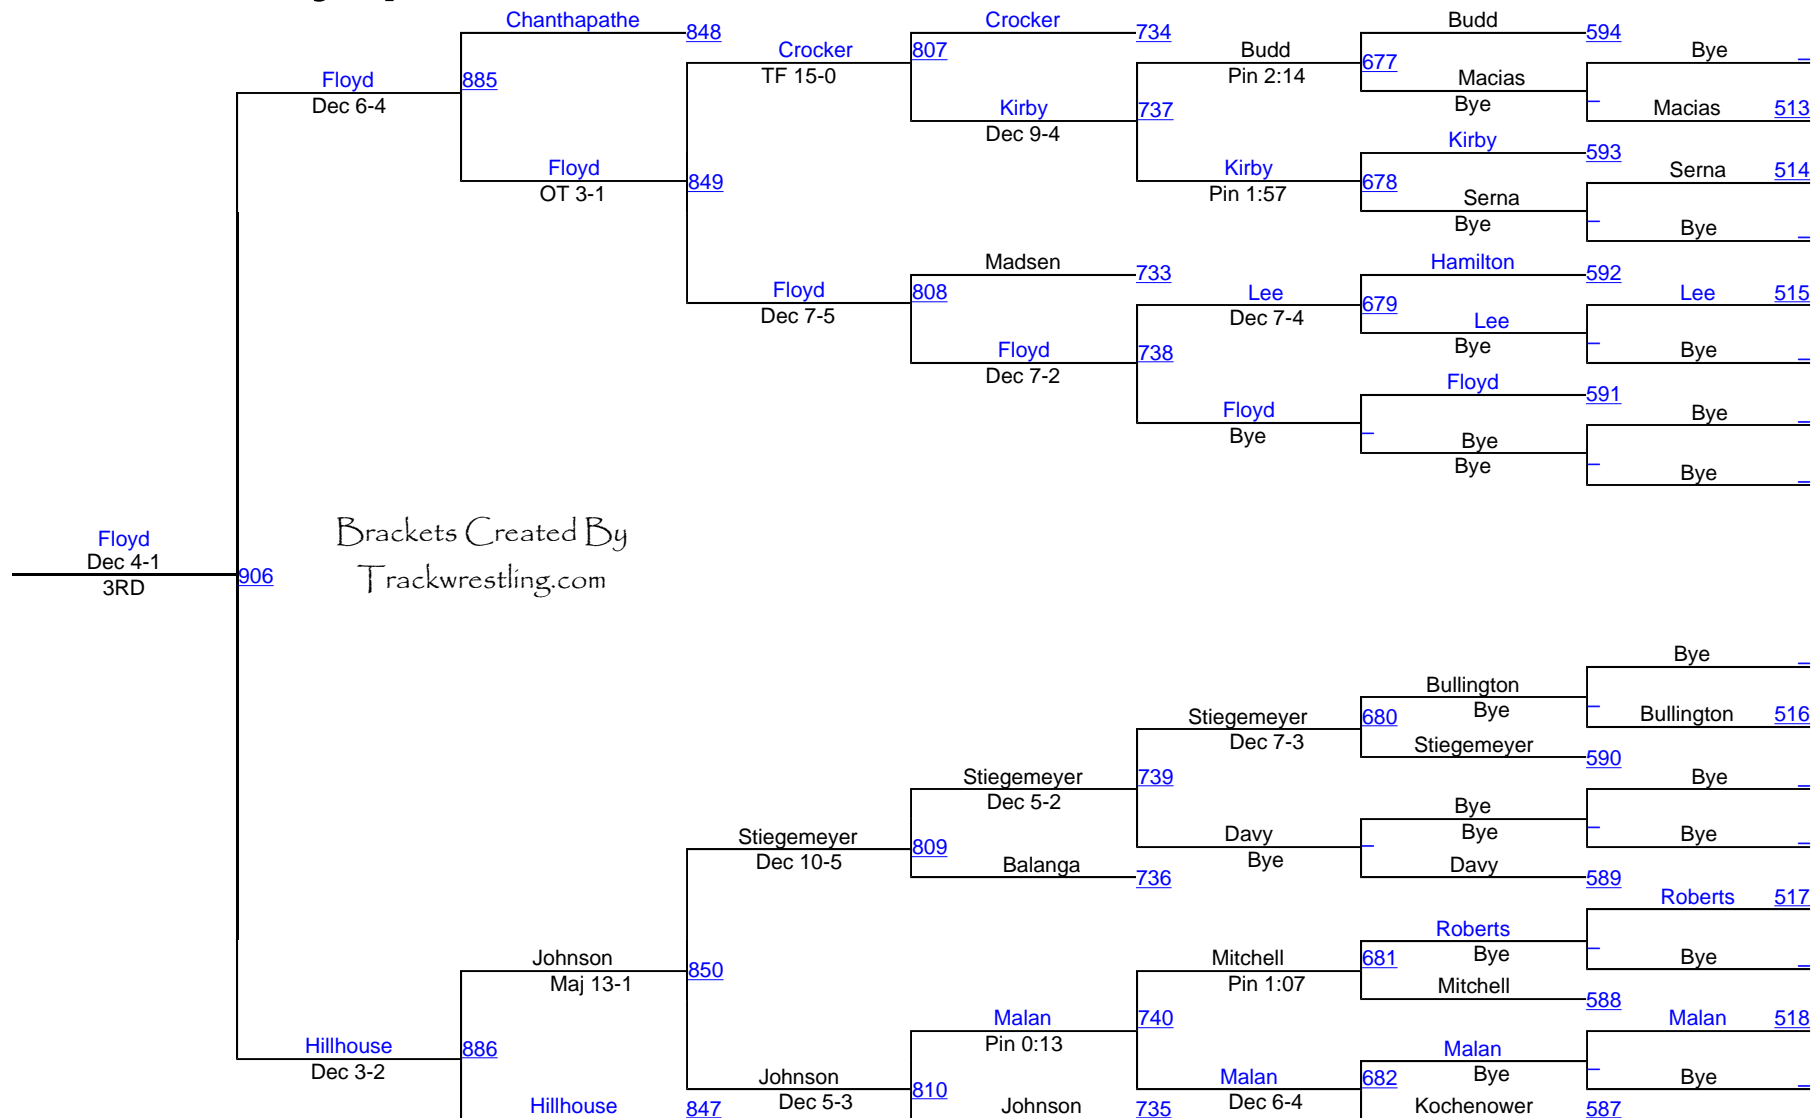 Chanthapathe
848
Crocker
734
Budd
594
Crocker
TF 15-0
807
Budd
Pin 2:14
677
Bye
Floyd
Dec 6-4
885
Macias
Bye
Kirby
Dec 9-4
737
Macias 513
Kirby
593
Floyd
OT 3-1
849
Kirby
Pin 1:57
678
Serna 514
Serna
Bye
Bye
Madsen
733
Hamilton
592
Floyd
Dec 7-5
808
Lee
Dec 7-4
679
Lee 515
Lee
Bye
Floyd
Dec 7-2
738
Bye
Floyd
591
Floyd
Bye
Bye
Bye
Bye
Bye
Floyd
Dec 4-1
3RD
906
Brackets Created By
Trackwrestling.com
Bye
Bullington
Bye
Stiegemeyer
Dec 7-3
680
Bullington 516
Stiegemeyer
590
Stiegemeyer
Dec 5-2
739
Bye
Bye
Bye
Stiegemeyer
Dec 10-5
809
Davy
Bye
Bye
Balanga
736
Davy
589
Roberts 517
Roberts
Bye
Johnson
Maj 13-1
850
Mitchell
Pin 1:07
681
Bye
Mitchell
588
Malan
Pin 0:13
740
Malan 518
Hillhouse
Dec 3-2
886
Malan
Bye
Johnson
Dec 5-3
810
Malan
Dec 6-4
682
Bye
Hillhouse
847
Johnson
735
Kochenower
587